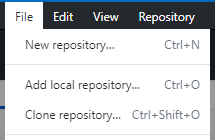 File Edit View Repository
New repository... Ctrl+N
Add local repository... Ctrl+O
Clone repository... Ctrl+Shift+O